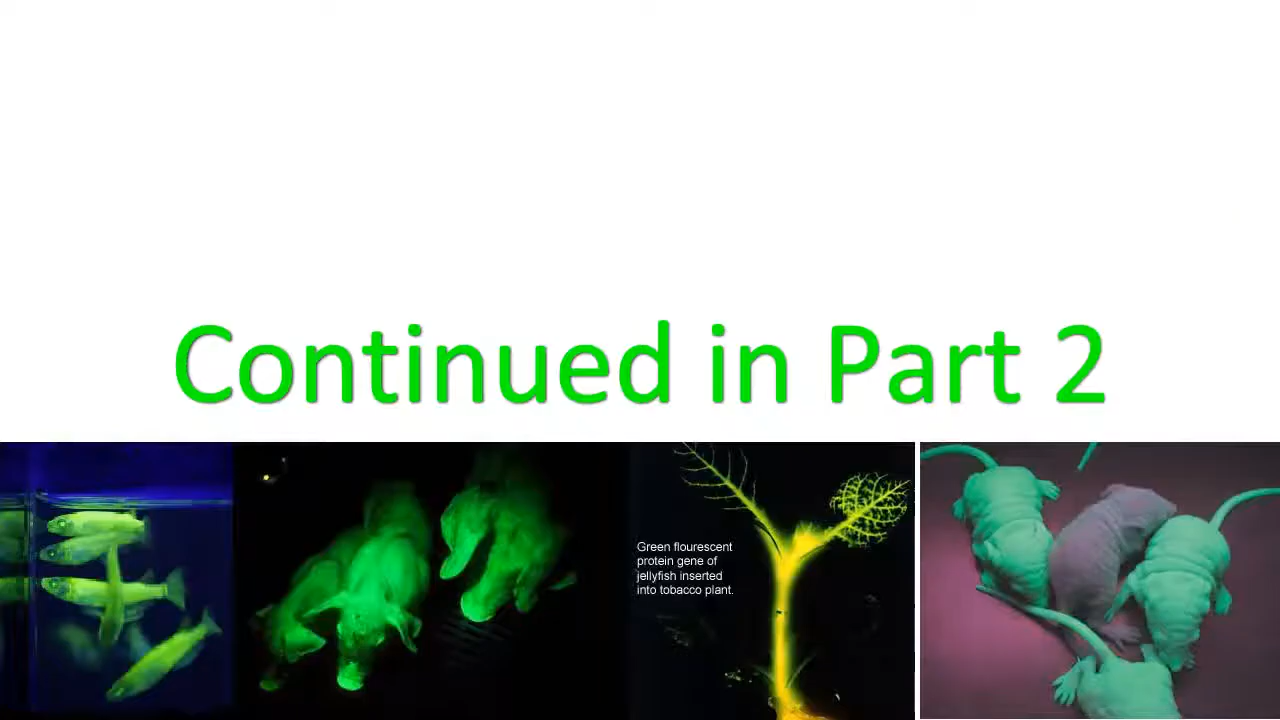 Continued in Part 2
Green flourescent
protein gene of
jellyfish inserted
into tobacco plant.